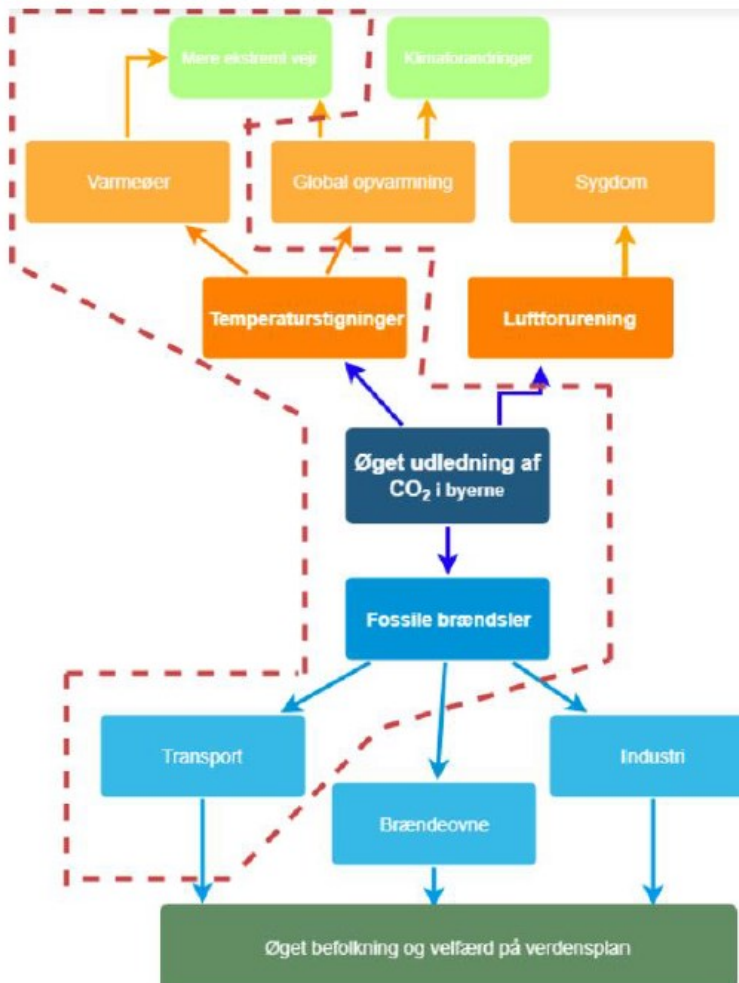 Mere ekstremt vejr
Klimaforandringer
Varmeøer
Global opvarmning
Sygdom
Temperaturstigninger
Luftforurening
Øget udledning af
CO₂ i byerne
Fossile brændsler
Transport
Industri
Brændeovne
Øget befolkning og velfærd på verdensplan